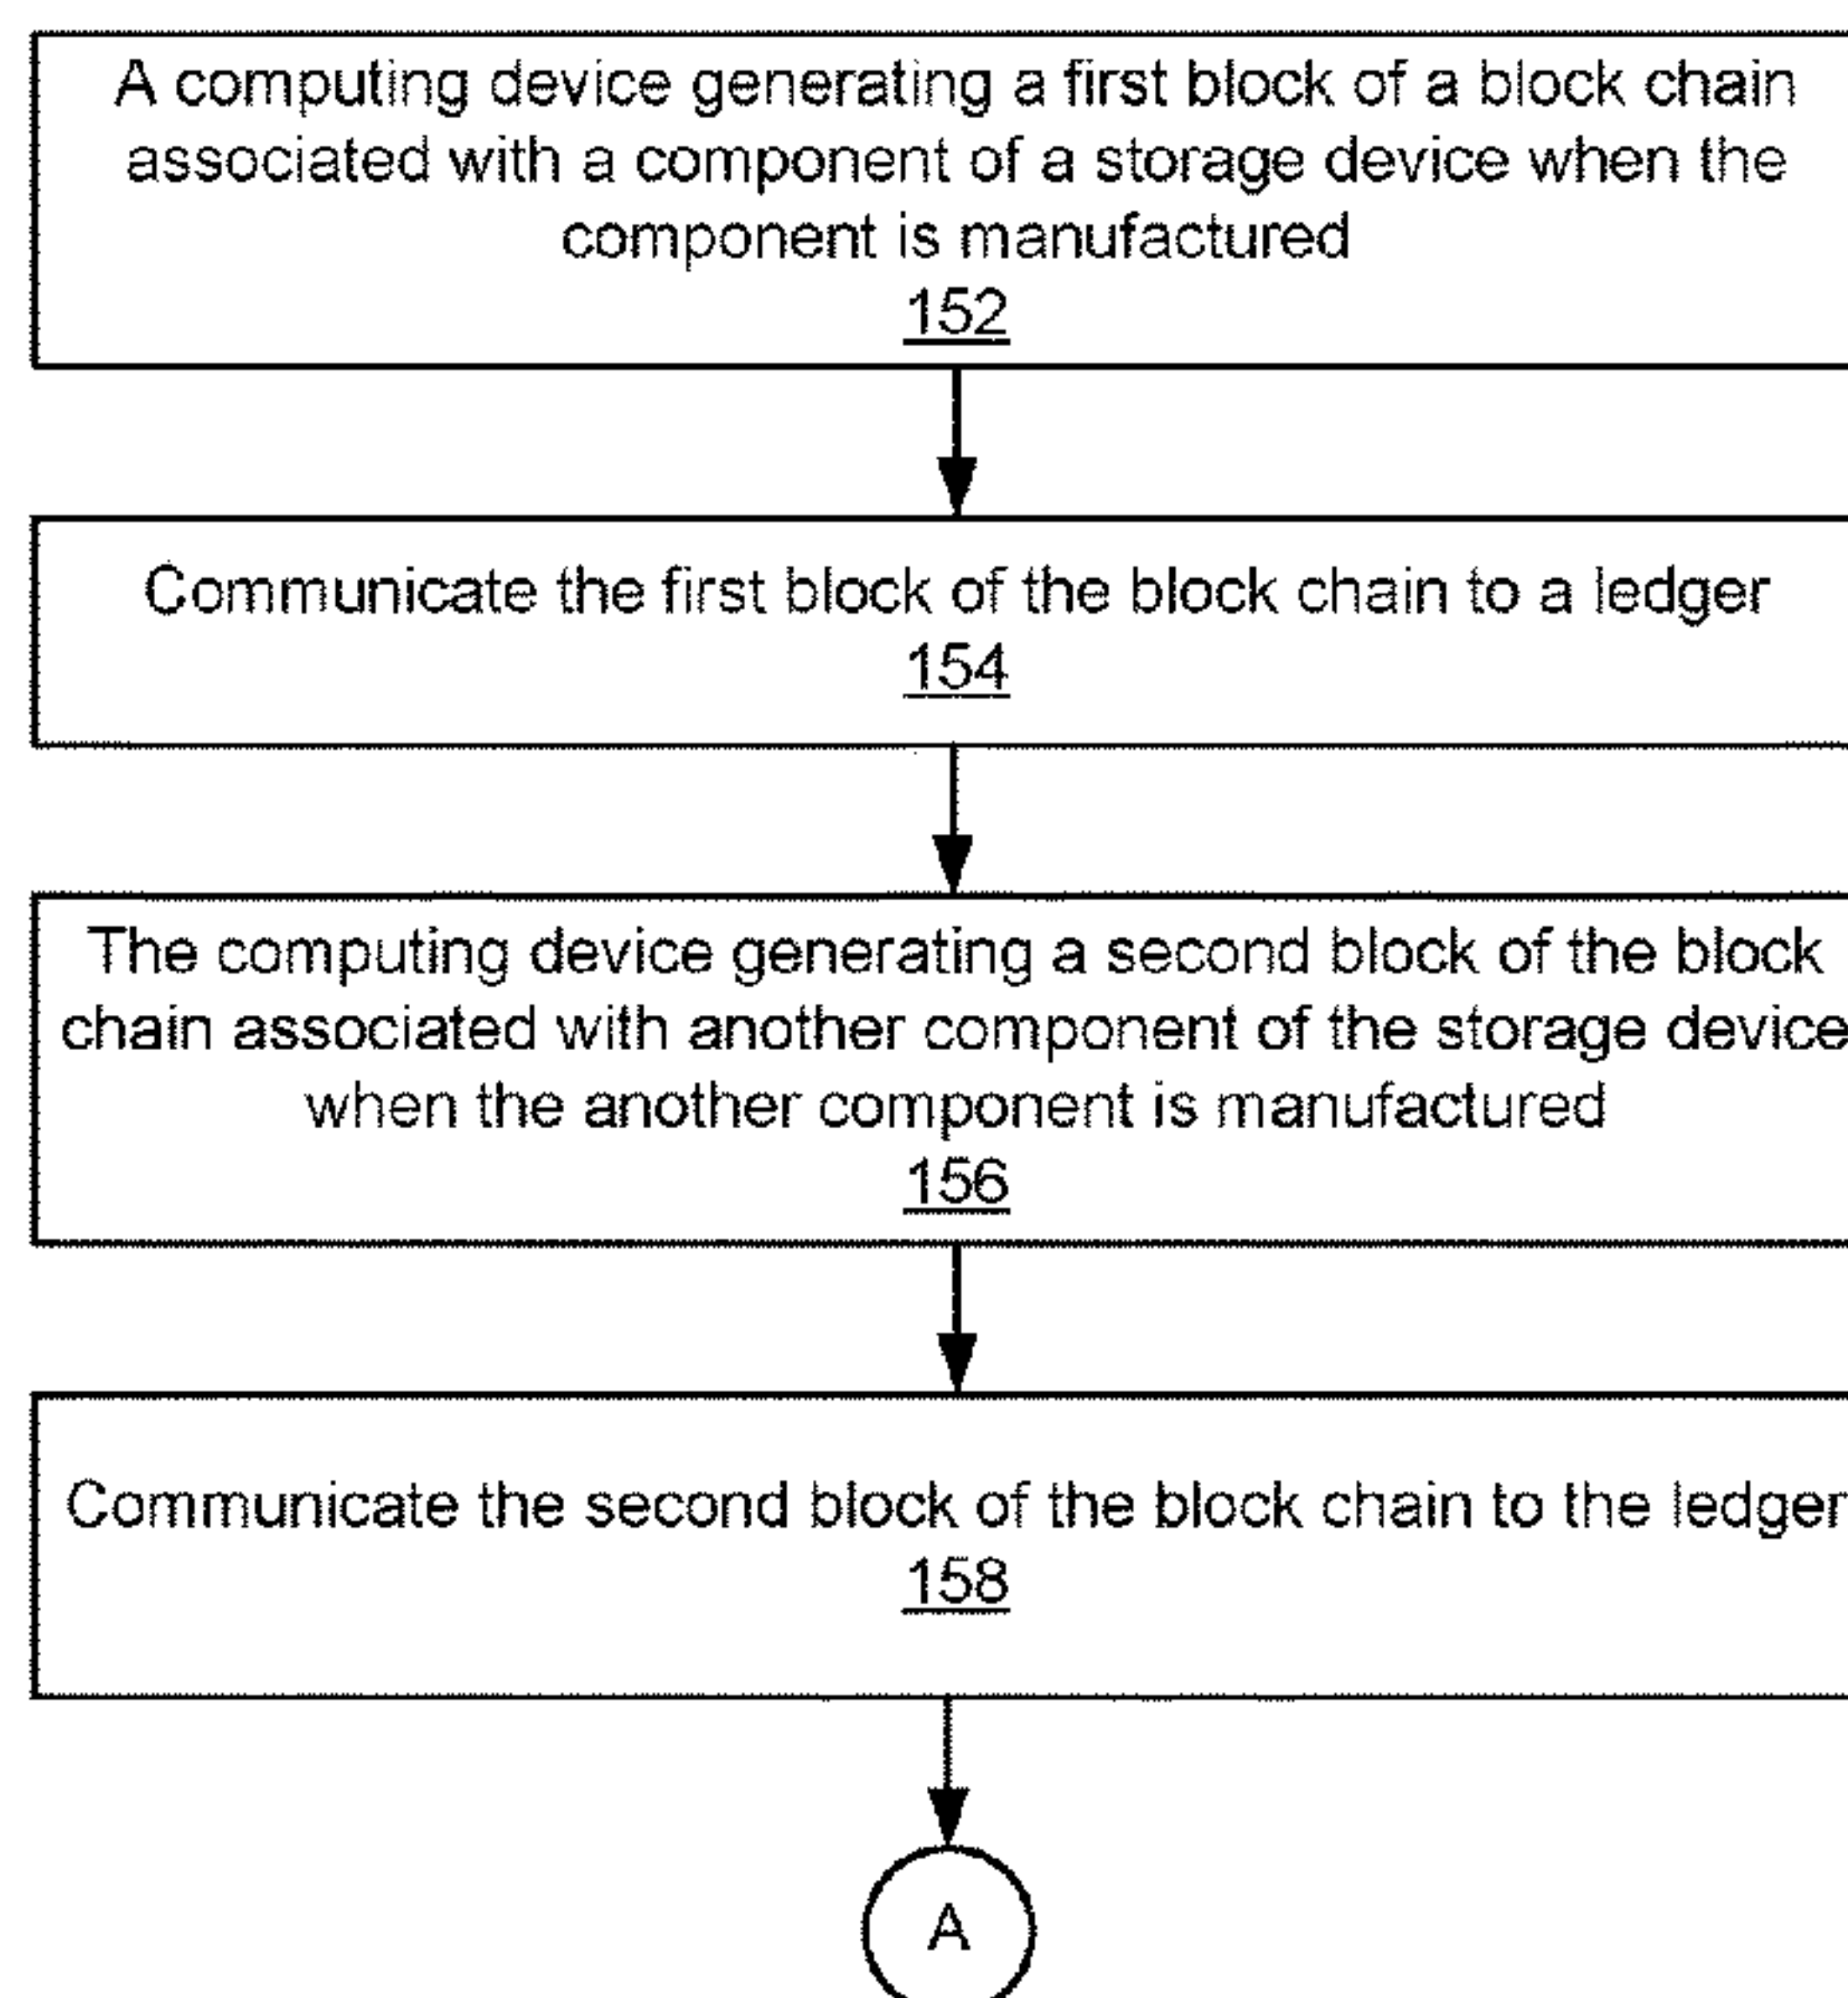 A computing device generating a first block of a block chain
associated with a component of a storage device when the
component is manufactured
152
Communicate the first block of the block chain to a ledger
154
The computing device generating a second block of the block
chain associated with another component of the storage device
when the another component is manufactured
156
Communicate the second block of the block chain to the ledger
158
A